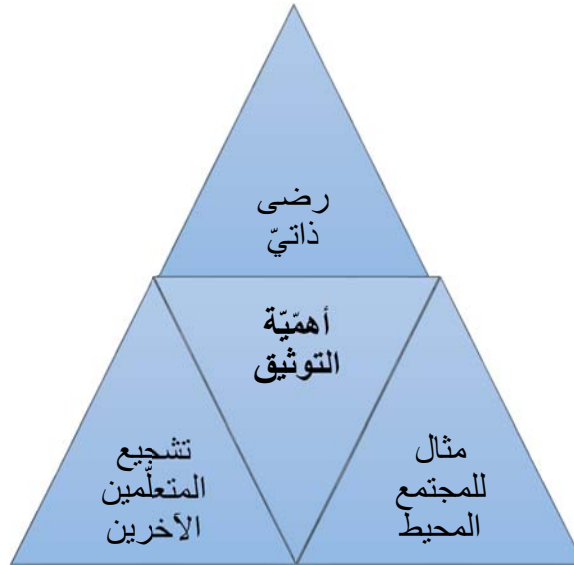 رضى
ذاتيّ
أهمّيّة
التوثيق
مثال
للمجتمع
المحيط
تشجيع
المتعلّمين
الآخرين